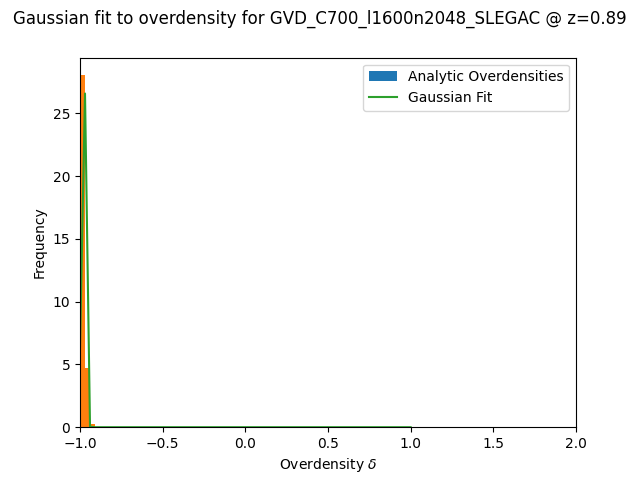 Gaussian fit to overdensity for GVD_C700_l1600n2048_SLEGAC @ z=0.89
Analytic Overdensities
Gaussian Fit
Frequency
25
20
15
10
5
0
−1.0
−0.5
0.0
0.5
1.0
1.5
2.0
Overdensity δ